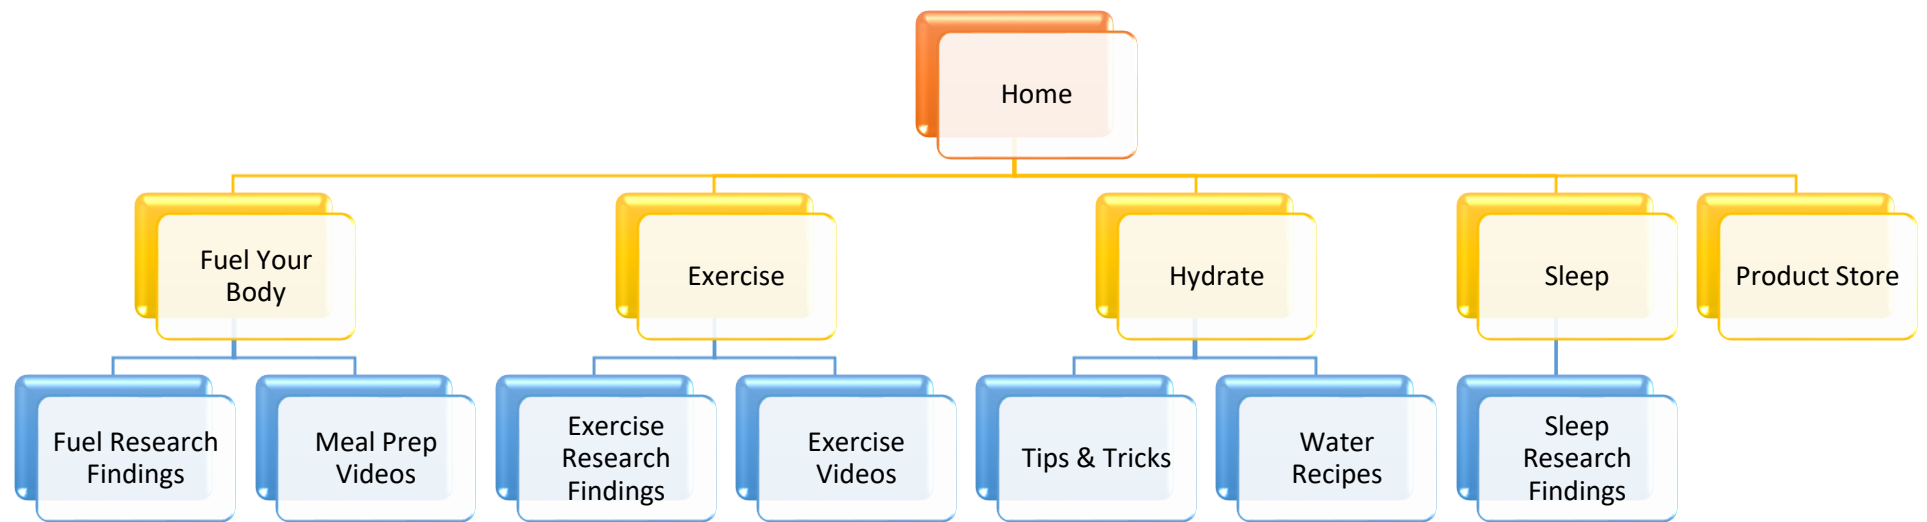 Home
Fuel Your
Body
Exercise
Hydrate
Sleep
Product Store
Fuel Research
Findings
Meal Prep
Videos
Exercise
Research
Findings
Exercise
Videos
Tips & Tricks
Water
Recipes
Sleep
Research
Findings